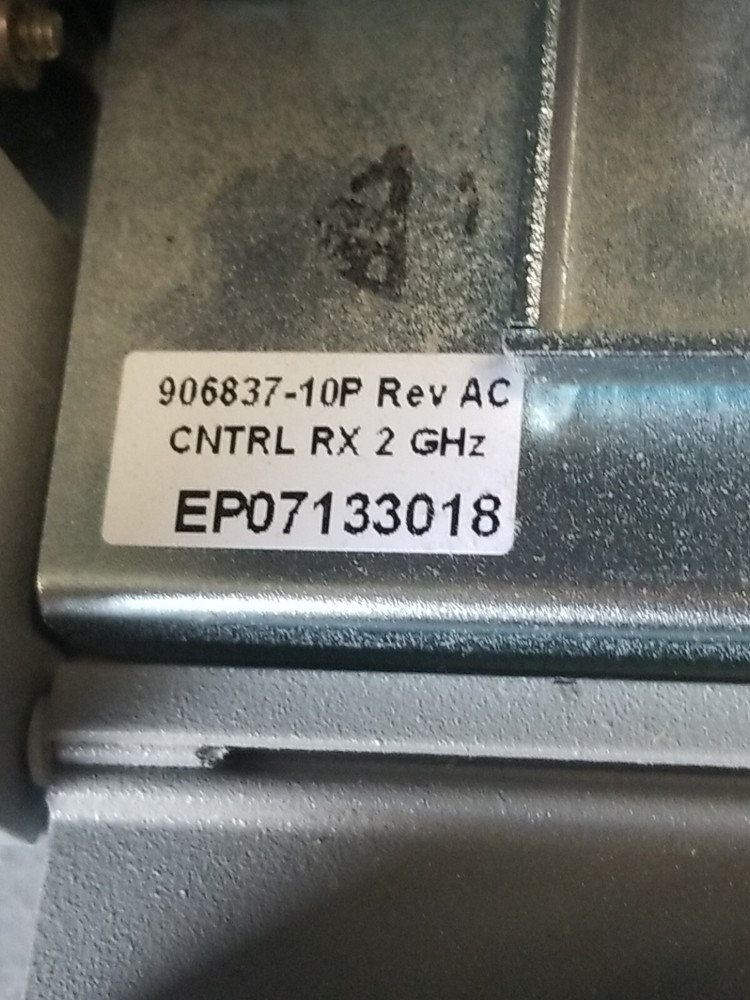 906837-10P Rev AC
CNTRL RX 2 GHz
EP07133018